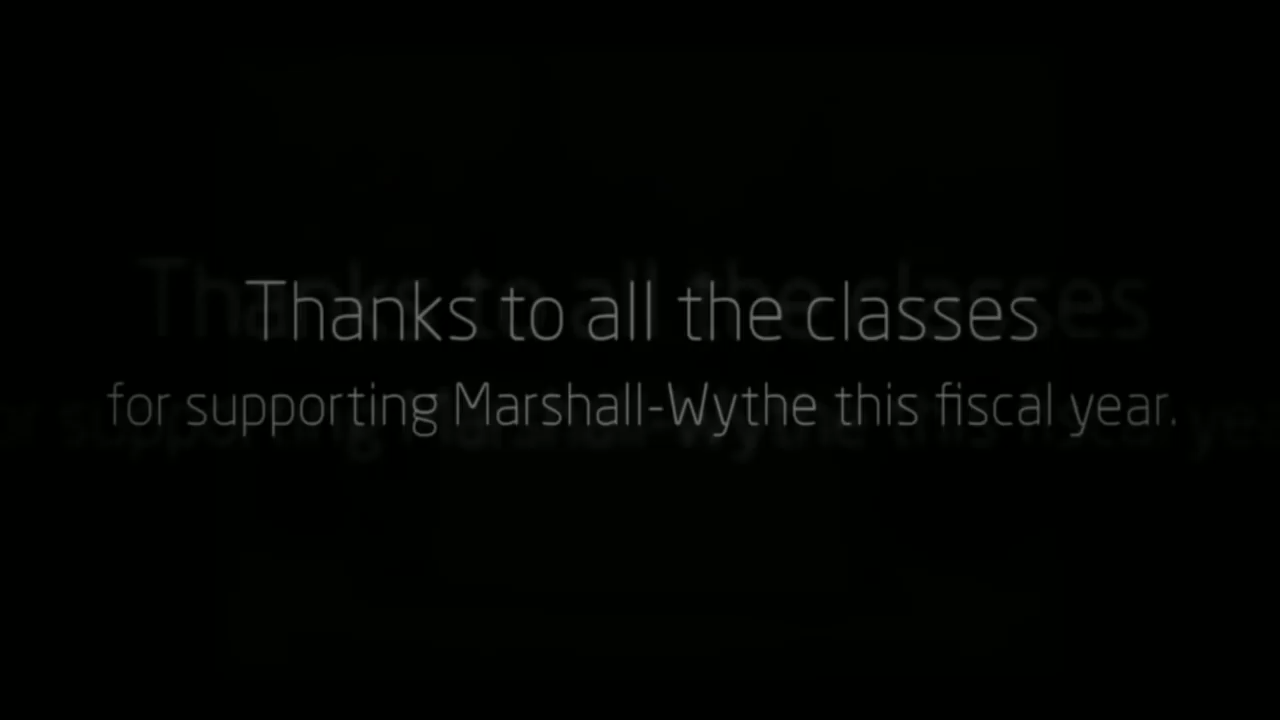 Thanks to all the classes
for supporting Marshall-Wythe this fiscal year.